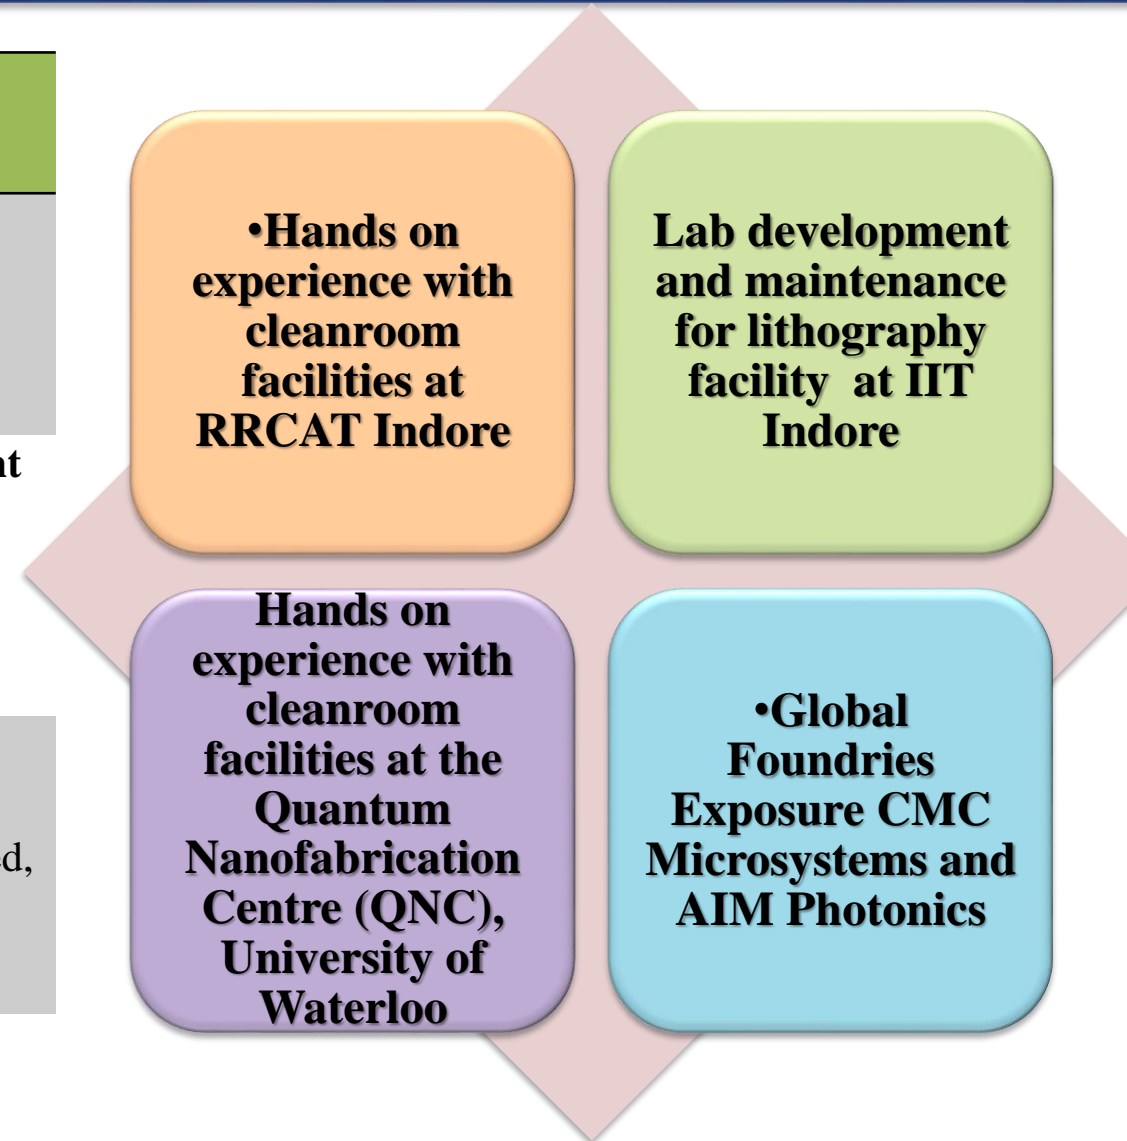 •Hands on
experience with
cleanroom
facilities at
RRCAT Indore
Lab development
and maintenance
for lithography
facility  at IIT
Indore
Hands on
experience with
cleanroom
facilities at the
Quantum
Nanofabrication
Centre (QNC),
University of
Waterloo
•Global
Foundries
Exposure CMC
Microsystems and
AIM Photonics